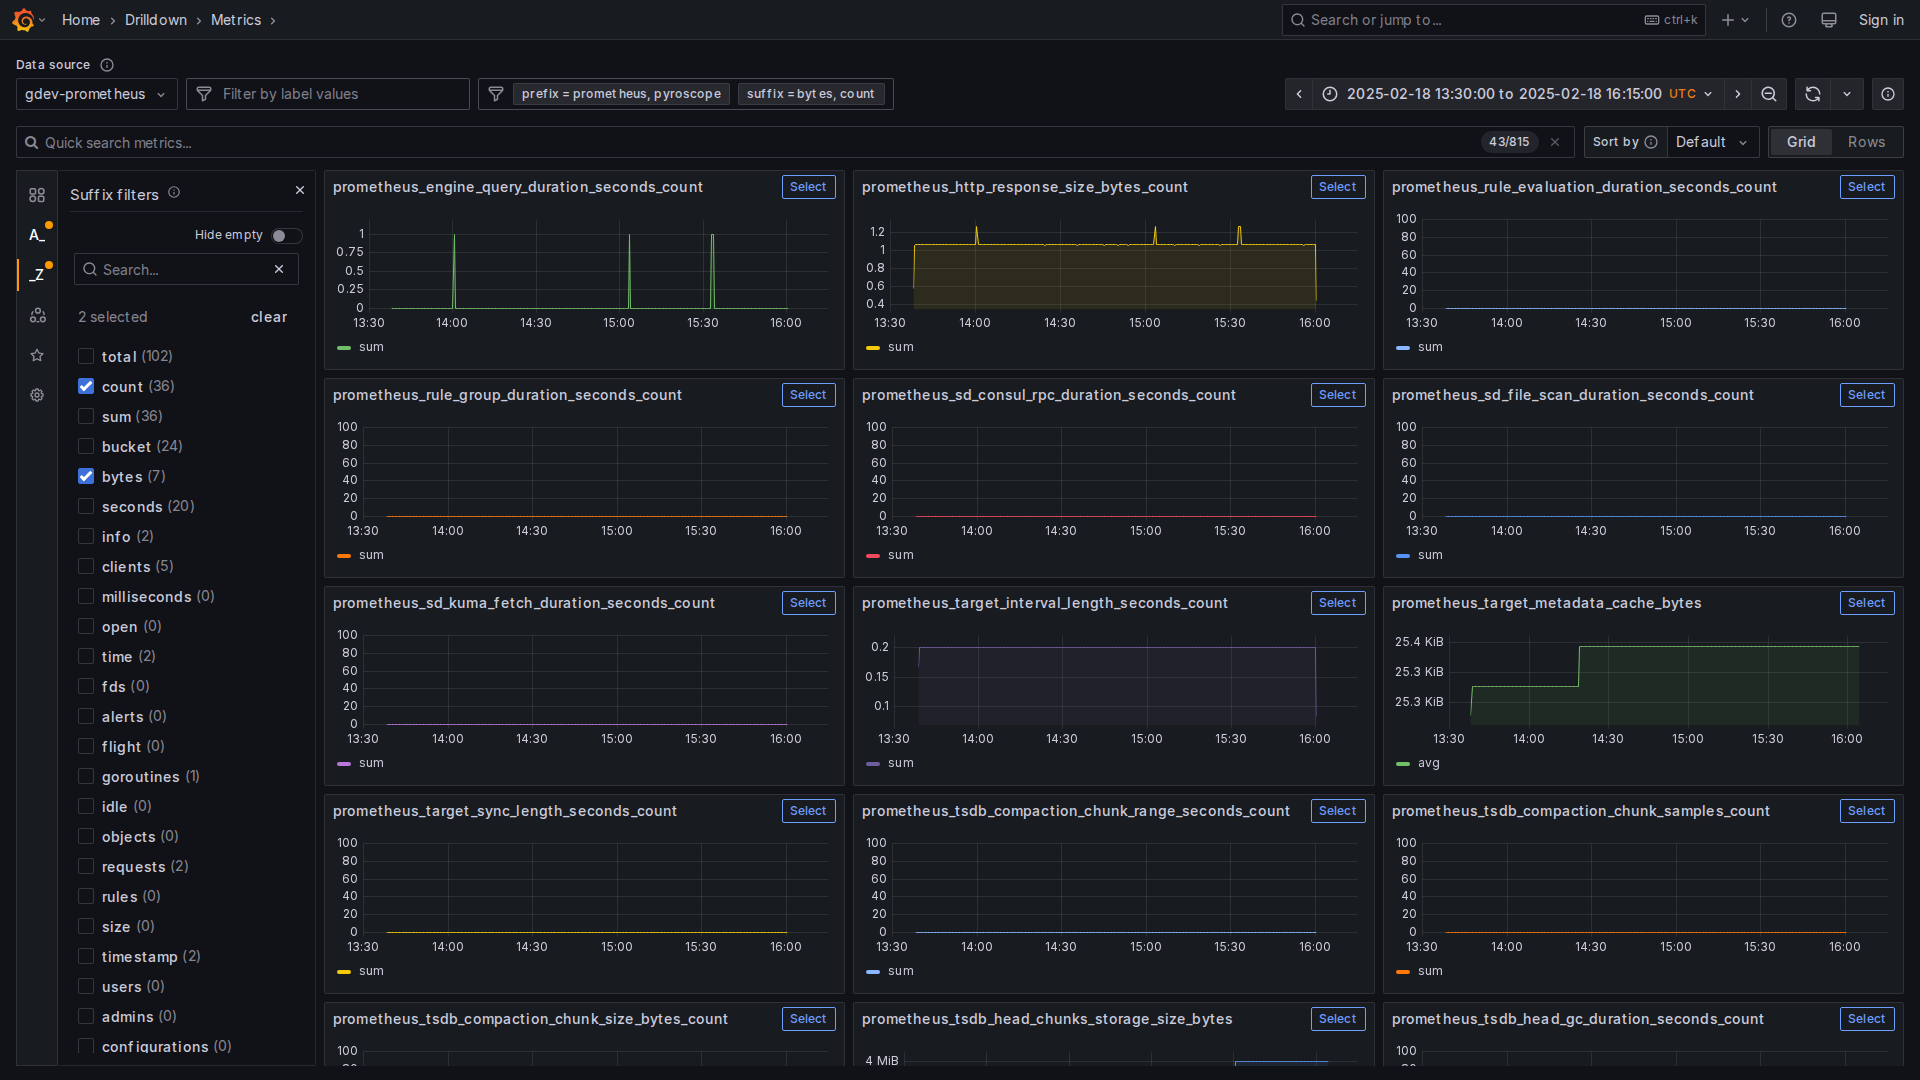 Home > Drilldown > Metrics >
Search or jump to... ctrl+k
Sign in
Data source
gdev-prometheus
Filter by label values
prefix = prometheus, pyroscope
suffix = bytes, count
2025-02-18 13:30:00 to 2025-02-18 16:15:00 UTC
Quick search metrics...
43/815
Sort by
Default
Grid Rows
Suffix filters
Hide empty
Search...
2 selected clear
total (102)
count (36)
sum (36)
bucket (24)
bytes (7)
seconds (20)
info (2)
clients (5)
milliseconds (0)
open (0)
time (2)
fds (0)
alerts (0)
flight (0)
goroutines (1)
idle (0)
objects (0)
requests (2)
rules (0)
size (0)
timestamp (2)
users (0)
admins (0)
configurations (0)
A_
_Z
prometheus_engine_query_duration_seconds_count Select
1
0.75
0.5
0.25
0
13:30 14:00 14:30 15:00 15:30 16:00
sum
prometheus_http_response_size_bytes_count Select
1.2
1
0.8
0.6
0.4
13:30 14:00 14:30 15:00 15:30 16:00
sum
prometheus_rule_evaluation_duration_seconds_count Select
100
80
60
40
20
0
13:30 14:00 14:30 15:00 15:30 16:00
sum
prometheus_rule_group_duration_seconds_count Select
100
80
60
40
20
0
13:30 14:00 14:30 15:00 15:30 16:00
sum
prometheus_sd_consul_rpc_duration_seconds_count Select
100
80
60
40
20
0
13:30 14:00 14:30 15:00 15:30 16:00
sum
prometheus_sd_file_scan_duration_seconds_count Select
100
80
60
40
20
0
13:30 14:00 14:30 15:00 15:30 16:00
sum
prometheus_sd_kuma_fetch_duration_seconds_count Select
100
80
60
40
20
0
13:30 14:00 14:30 15:00 15:30 16:00
sum
prometheus_target_interval_length_seconds_count Select
0.2
0.15
0.1
13:30 14:00 14:30 15:00 15:30 16:00
sum
prometheus_target_metadata_cache_bytes Select
25.4 KiB
25.3 KiB
25.3 KiB
13:30 14:00 14:30 15:00 15:30 16:00
avg
prometheus_target_sync_length_seconds_count Select
100
80
60
40
20
0
13:30 14:00 14:30 15:00 15:30 16:00
sum
prometheus_tsdb_compaction_chunk_range_seconds_count Select
100
80
60
40
20
0
13:30 14:00 14:30 15:00 15:30 16:00
sum
prometheus_tsdb_compaction_chunk_samples_count Select
100
80
60
40
20
0
13:30 14:00 14:30 15:00 15:30 16:00
sum
prometheus_tsdb_compaction_chunk_size_bytes_count Select
100
80
prometheus_tsdb_head_chunks_storage_size_bytes Select
4 MiB
prometheus_tsdb_head_gc_duration_seconds_count Select
100
80